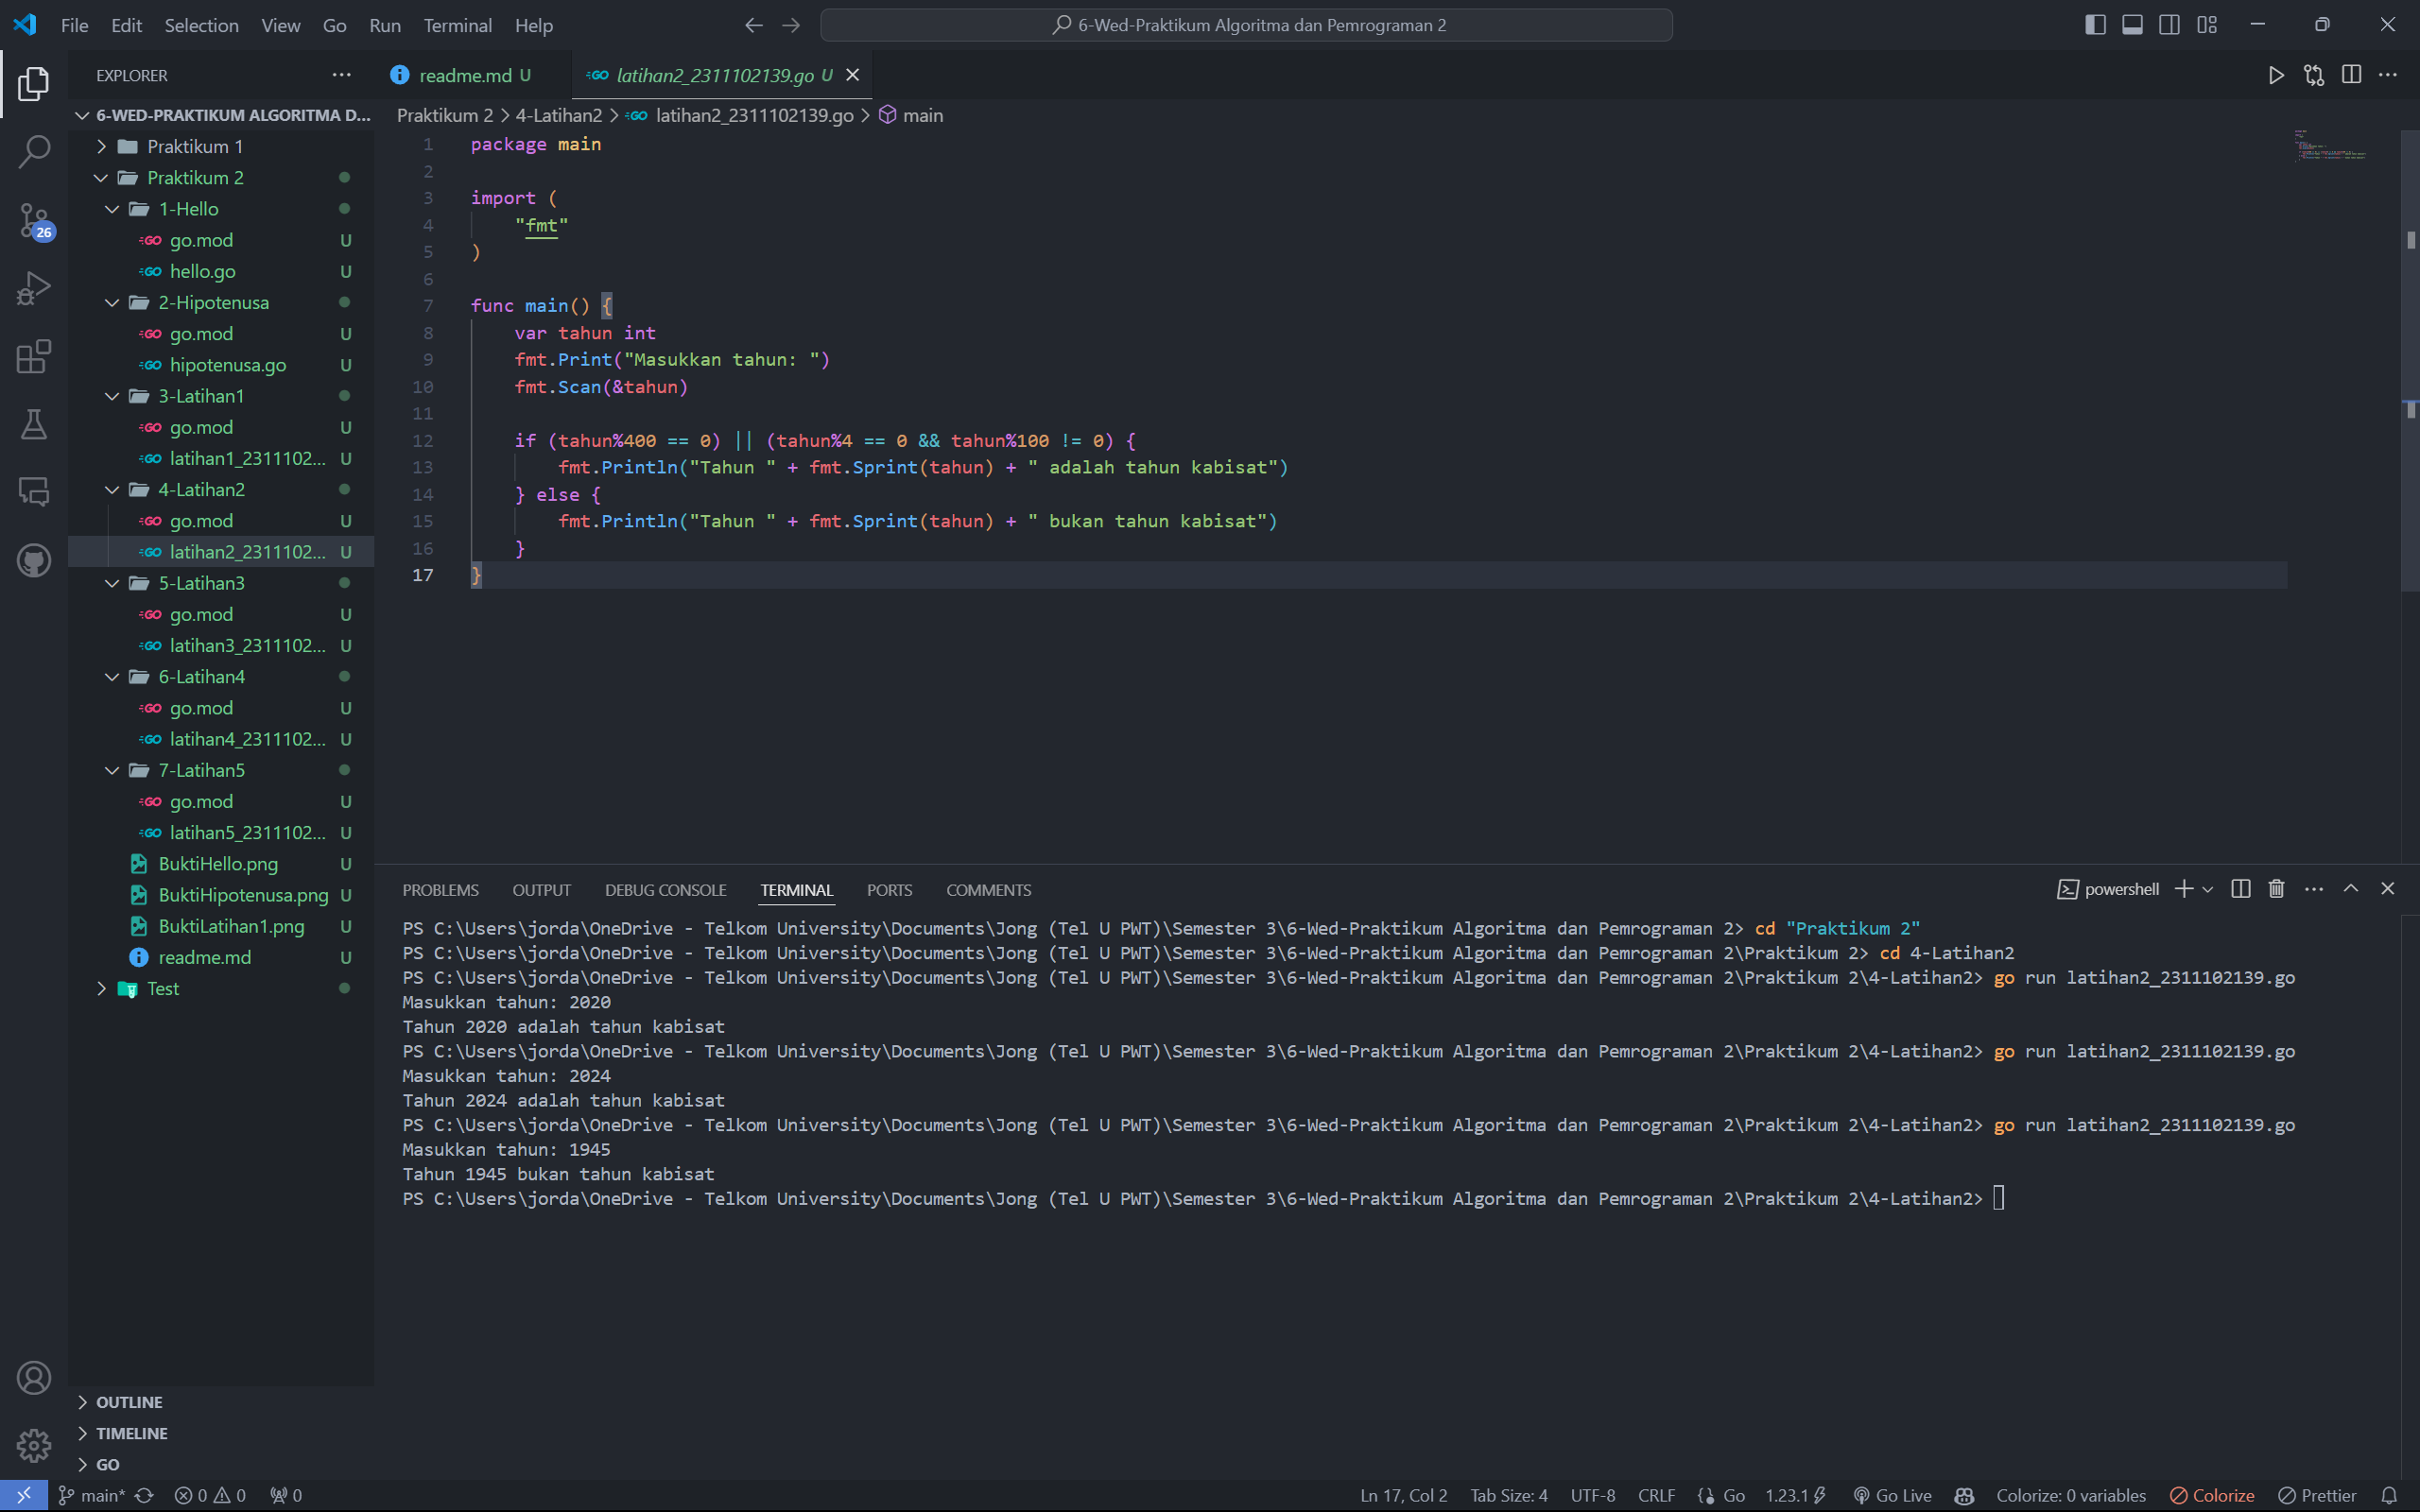 File Edit Selection View Go Run Terminal Help
6-Wed-Praktikum Algoritma dan Pemrograman 2
EXPLORER
6-WED-PRAKTIKUM ALGORITMA D...
Praktikum 1
Praktikum 2
1-Hello
go.mod U
hello.go U
2-Hipotenusa
go.mod U
hipotenusa.go U
3-Latihan1
go.mod U
latihan1_2311102... U
4-Latihan2
go.mod U
latihan2_2311102... U
5-Latihan3
go.mod U
latihan3_2311102... U
6-Latihan4
go.mod U
latihan4_2311102... U
7-Latihan5
go.mod U
latihan5_2311102... U
BuktiHello.png U
BuktiHipotenusa.png U
BuktiLatihan1.png U
readme.md U
Test
OUTLINE
TIMELINE
GO
26
readme.md U
latihan2_2311102139.go U
Praktikum 2 > 4-Latihan2 > latihan2_2311102139.go > main
1 package main
2
3 import (
4 "fmt"
5 )
6
7 func main() {
8 var tahun int
9 fmt.Print("Masukkan tahun: ")
10 fmt.Scan(&tahun)
11
12 if (tahun%400 == 0) || (tahun%4 == 0 && tahun%100 != 0) {
13 fmt.Println("Tahun " + fmt.Sprint(tahun) + " adalah tahun kabisat")
14 } else {
15 fmt.Println("Tahun " + fmt.Sprint(tahun) + " bukan tahun kabisat")
16 }
17 }
PROBLEMS OUTPUT DEBUG CONSOLE TERMINAL PORTS COMMENTS
powershell
PS C:\Users\jorda\OneDrive - Telkom University\Documents\Jong (Tel U PWT)\Semester 3\6-Wed-Praktikum Algoritma dan Pemrograman 2> cd "Praktikum 2"
PS C:\Users\jorda\OneDrive - Telkom University\Documents\Jong (Tel U PWT)\Semester 3\6-Wed-Praktikum Algoritma dan Pemrograman 2\Praktikum 2> cd 4-Latihan2
PS C:\Users\jorda\OneDrive - Telkom University\Documents\Jong (Tel U PWT)\Semester 3\6-Wed-Praktikum Algoritma dan Pemrograman 2\Praktikum 2\4-Latihan2> go run latihan2_2311102139.go
Masukkan tahun: 2020
Tahun 2020 adalah tahun kabisat
PS C:\Users\jorda\OneDrive - Telkom University\Documents\Jong (Tel U PWT)\Semester 3\6-Wed-Praktikum Algoritma dan Pemrograman 2\Praktikum 2\4-Latihan2> go run latihan2_2311102139.go
Masukkan tahun: 2024
Tahun 2024 adalah tahun kabisat
PS C:\Users\jorda\OneDrive - Telkom University\Documents\Jong (Tel U PWT)\Semester 3\6-Wed-Praktikum Algoritma dan Pemrograman 2\Praktikum 2\4-Latihan2> go run latihan2_2311102139.go
Masukkan tahun: 1945
Tahun 1945 bukan tahun kabisat
PS C:\Users\jorda\OneDrive - Telkom University\Documents\Jong (Tel U PWT)\Semester 3\6-Wed-Praktikum Algoritma dan Pemrograman 2\Praktikum 2\4-Latihan2>
main* 0 0 0 Ln 17, Col 2 Tab Size: 4 UTF-8 CRLF Go 1.23.1 Go Live Colorize: 0 variables Colorize Prettier